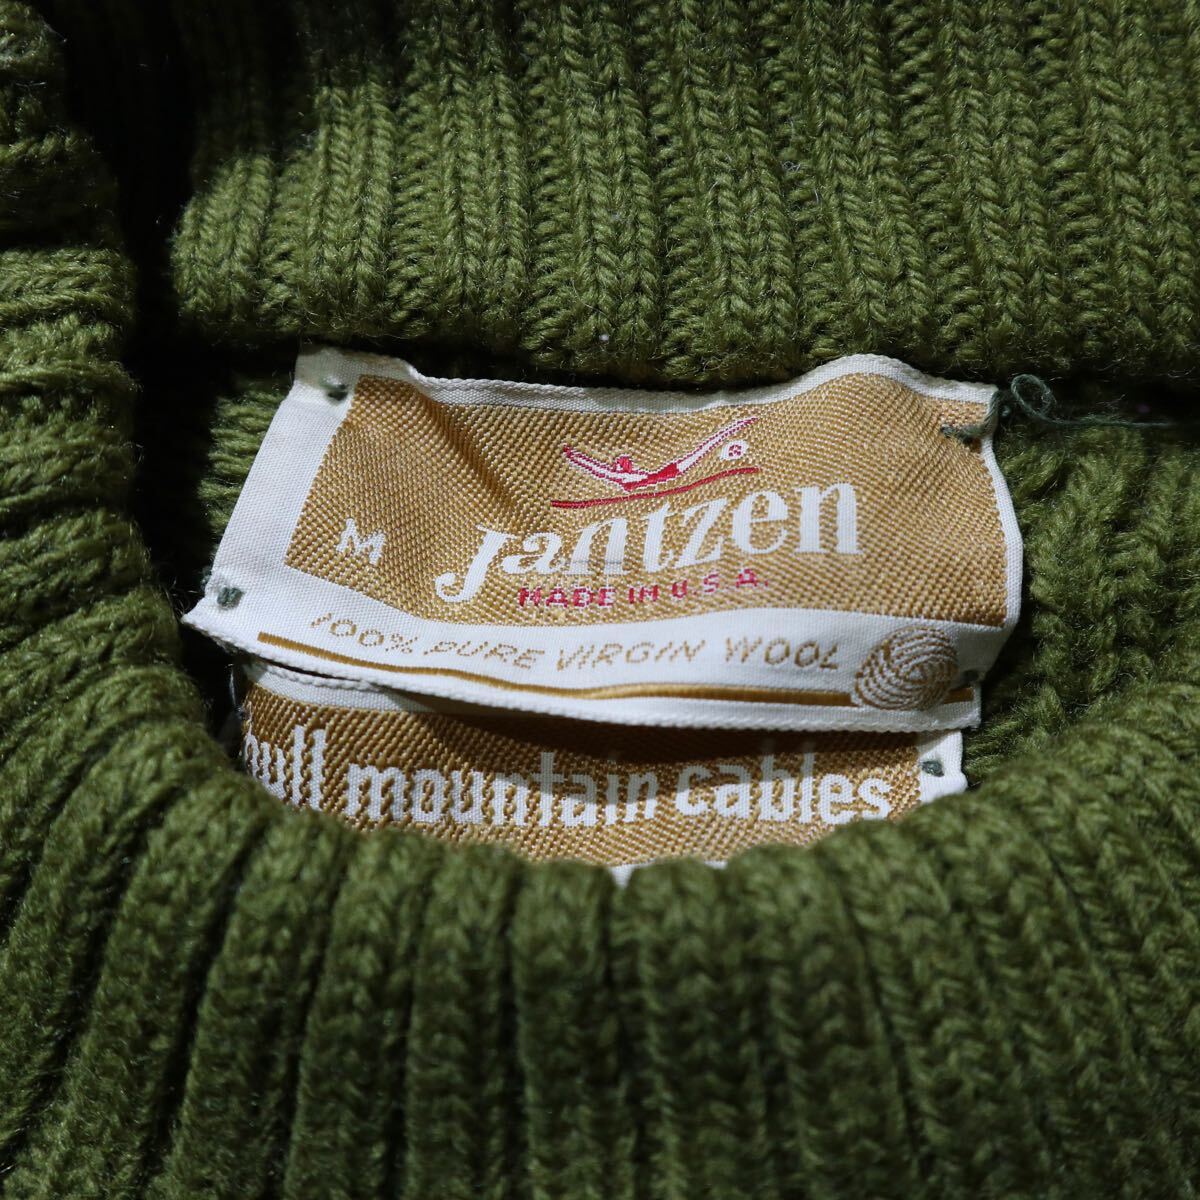 M
Jantzen
MADE IN U.S.A.
100% PURE VIRGIN WOOL
mountain cables